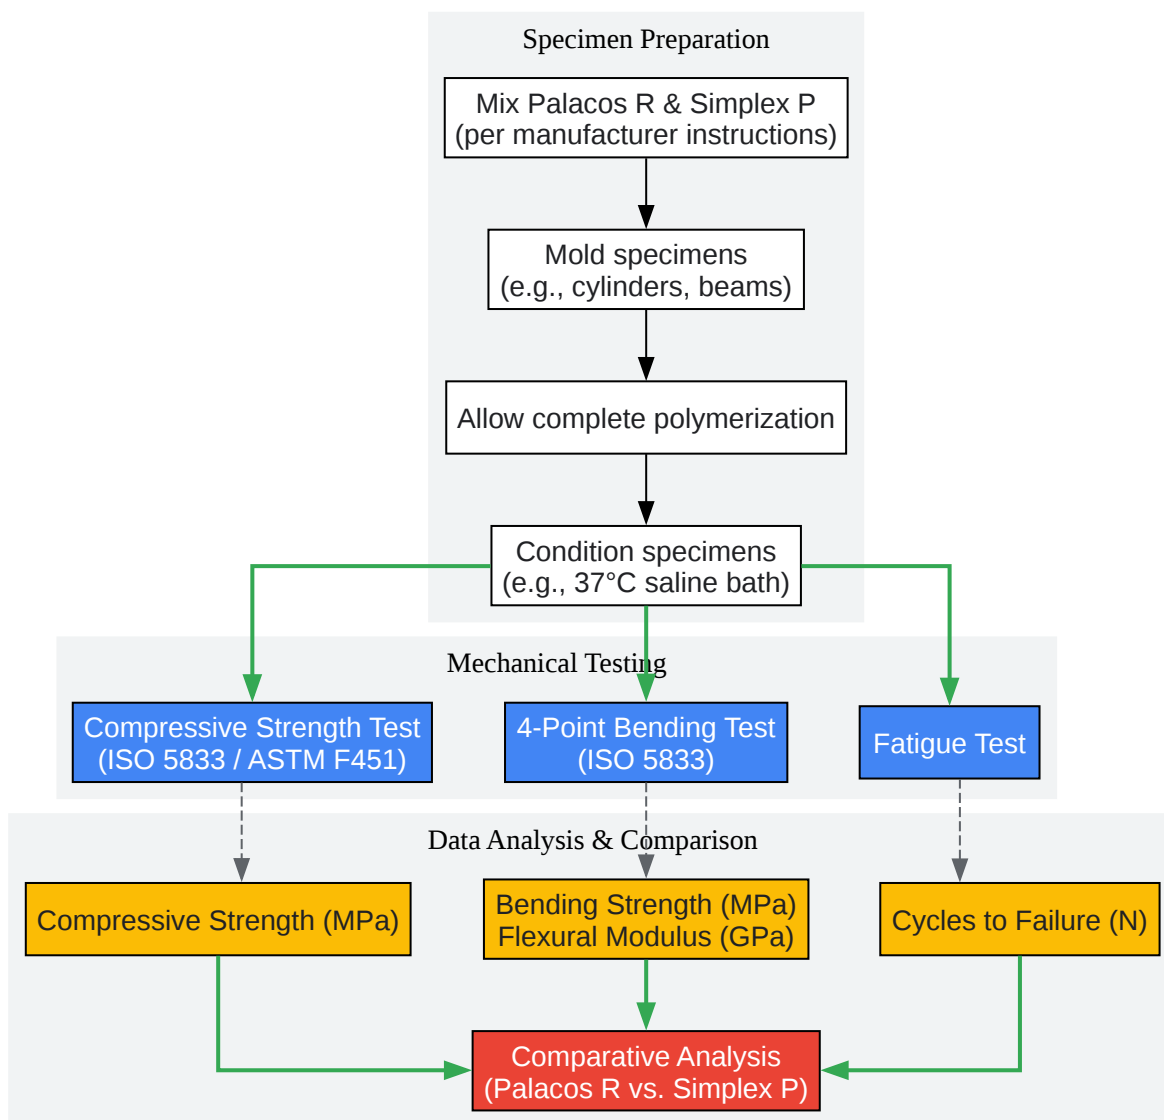 Specimen Preparation
Mix Palacos R & Simplex P
(per manufacturer instructions)
Mold specimens
(e.g., cylinders, beams)
Allow complete polymerization
Condition specimens
(e.g., 37°C saline bath)
Mechanical Testing
Compressive Strength Test
(ISO 5833 / ASTM F451)
4-Point Bending Test
(ISO 5833)
Fatigue Test
Data Analysis & Comparison
Compressive Strength (MPa)
Bending Strength (MPa)
Flexural Modulus (GPa)
Cycles to Failure (N)
Comparative Analysis
(Palacos R vs. Simplex P)